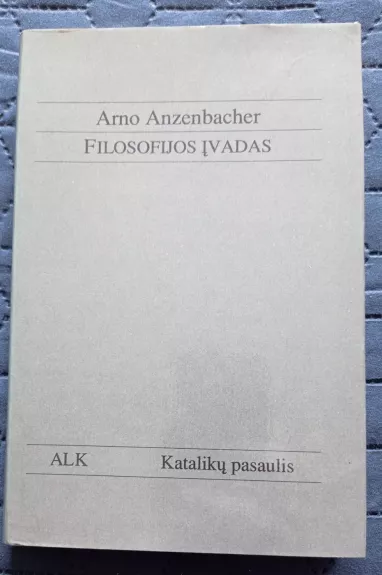 Arno Anzenbacher
FILOSOFIJOS ĮVADAS
ALK Katalikų pasaulis